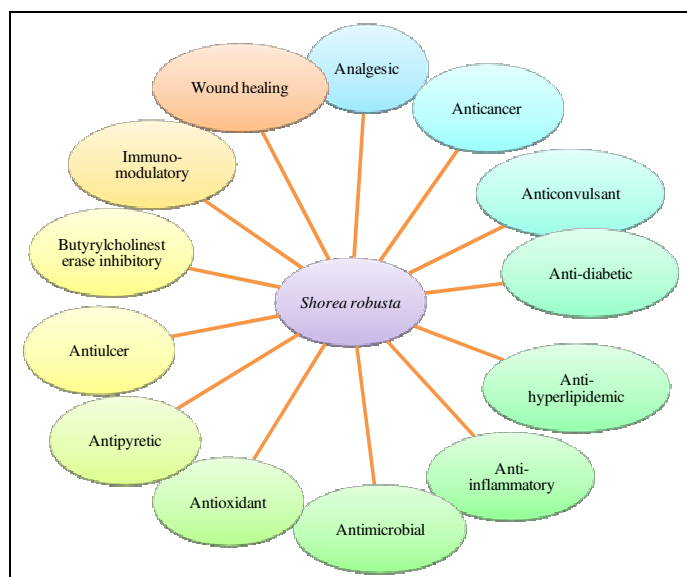 Analgesic
Anticancer
Anticonvulsant
Anti-diabetic
Anti-
hyperlipidemic
Anti-
inflammatory
Antimicrobial
Antioxidant
Antipyretic
Antiulcer
Butyrylcholinest
erase inhibitory
Immuno-
modulatory
Wound healing
Shorea robusta